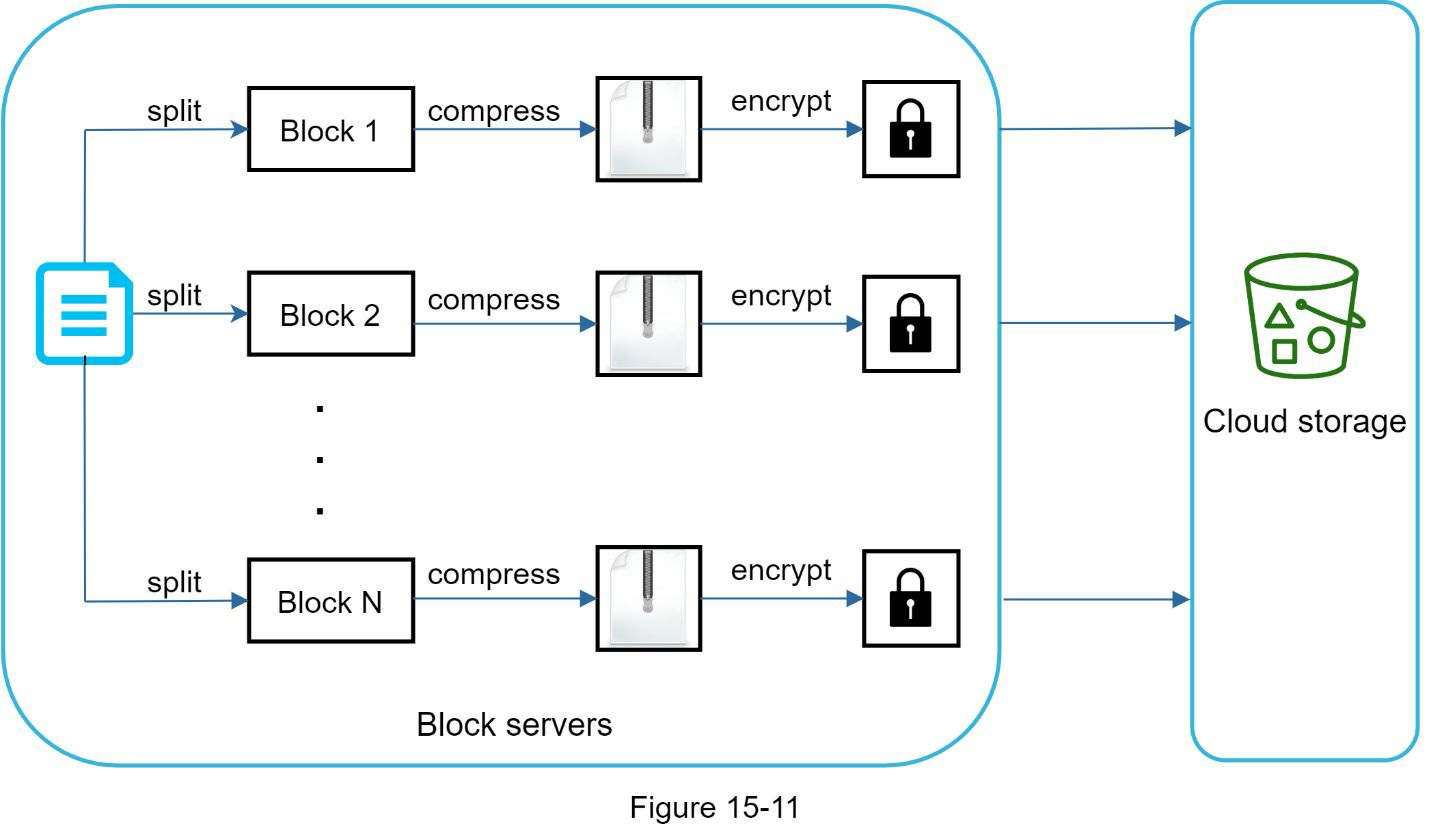 split
Block 1
compress
encrypt
split
Block 2
compress
encrypt
Cloud storage
split
Block N
compress
encrypt
Block servers
Figure 15-11